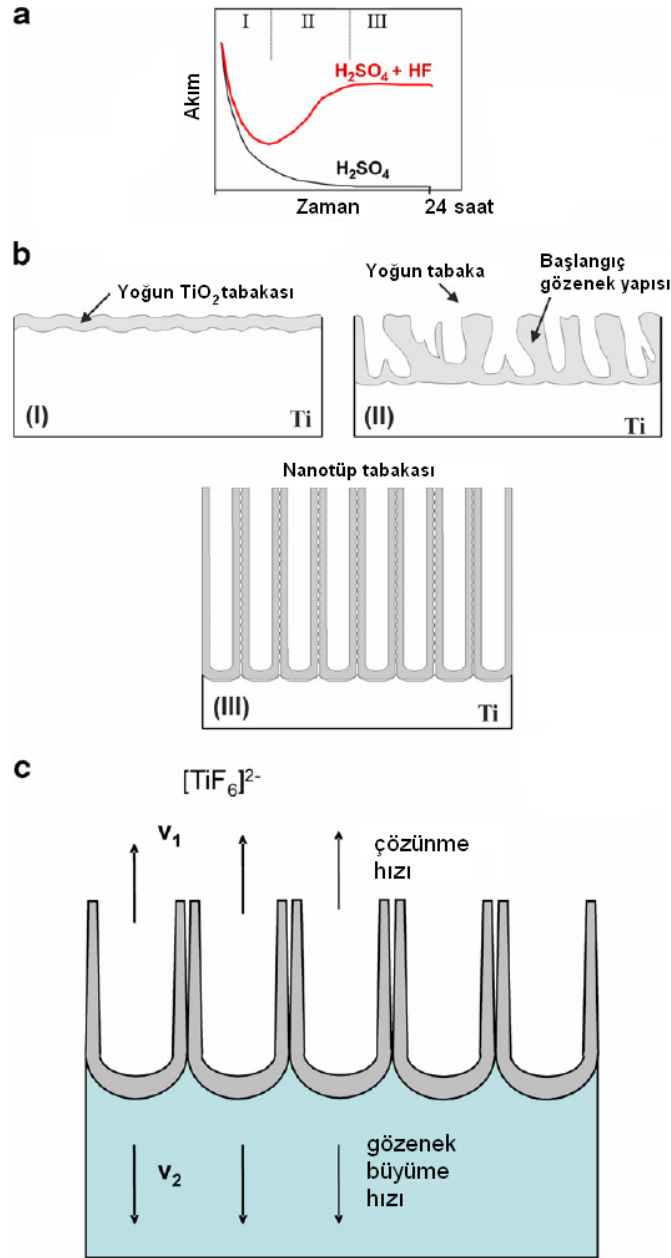 a
I II III
Akım
H₂SO₄ + HF
H₂SO₄
Zaman 24 saat
b
Yoğun TiO₂ tabakası
(I) Ti
Yoğun tabaka
Başlangıç
gözenek yapısı
(II) Ti
Nanotüp tabakası
(III) Ti
c
[TiF₆]²⁻
v₁
çözünme
hızı
v₂
gözenek
büyüme
hızı